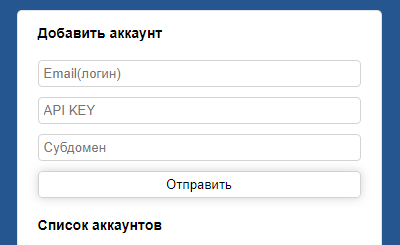 Добавить аккаунт
Email(логин)
API KEY
Субдомен
Отправить
Список аккаунтов